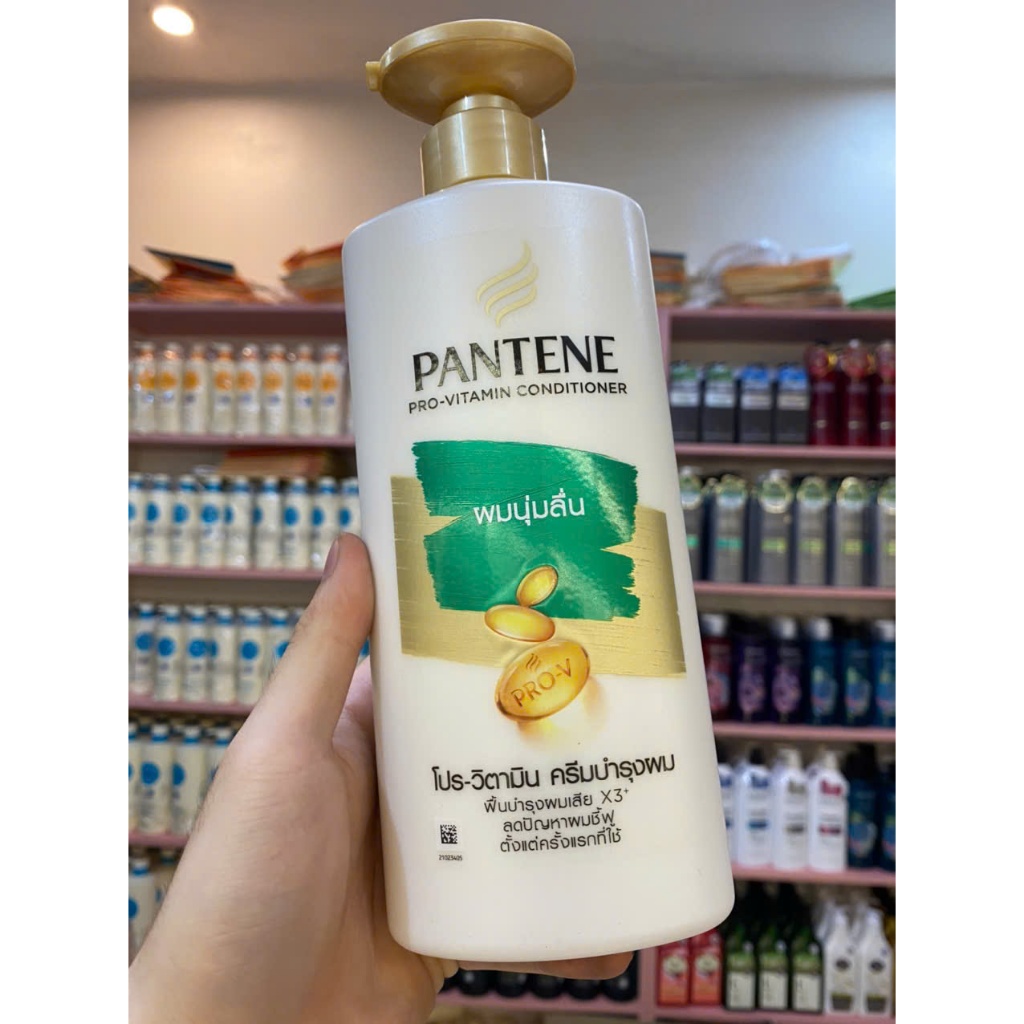 PANTENE
PRO-VITAMIN CONDITIONER
ผมนุ่มลื่น
PRO-V
โปร-วิตามิน ครีมบำรุงผม
ฟื้นบำรุงผมเสีย X3+
ลดปัญหาผมชี้ฟู
ตั้งแต่ครั้งแรกที่ใช้
21023405